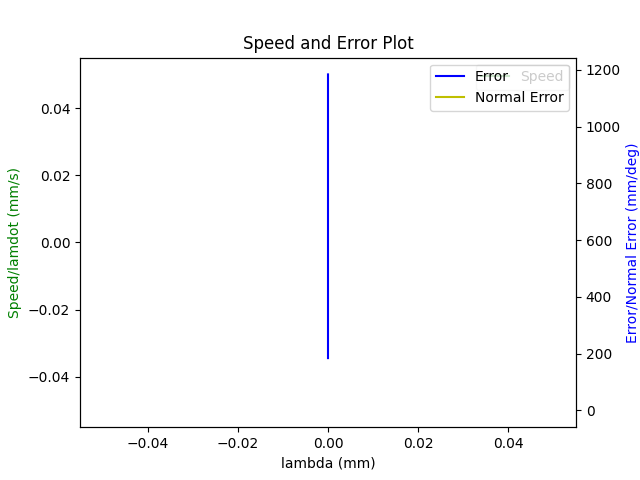 Speed and Error Plot
Error
Speed
Normal Error
0.04
0.02
0.00
−0.02
−0.04
1200
1000
800
600
400
200
0
Speed/lamdot (mm/s)
Error/Normal Error (mm/deg)
−0.04
−0.02
0.00
0.02
0.04
lambda (mm)